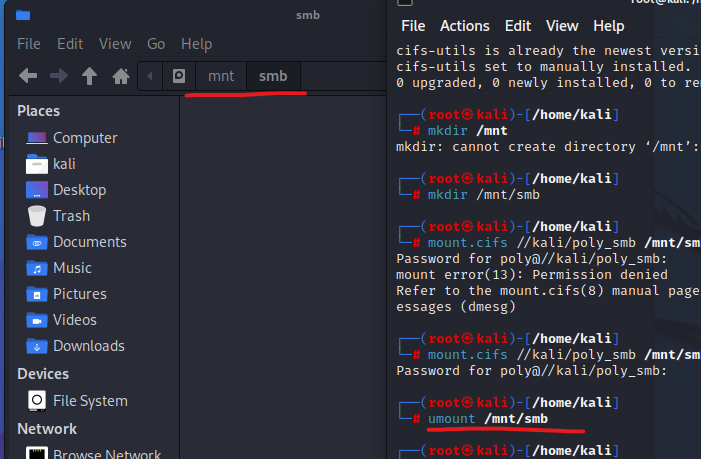 smb
File Edit View Go Help
mnt smb
Places
Computer
kali
Desktop
Trash
Documents
Music
Pictures
Videos
Downloads
Devices
File System
Network
Browse Network
File Actions Edit View Help
cifs-utils is already the newest versi
cifs-utils set to manually installed.
0 upgraded, 0 newly installed, 0 to re
┌──(root㉿kali)-[/home/kali]
└─# mkdir /mnt
mkdir: cannot create directory ‘/mnt’:
┌──(root㉿kali)-[/home/kali]
└─# mkdir /mnt/smb
┌──(root㉿kali)-[/home/kali]
└─# mount.cifs //kali/poly_smb /mnt/sm
Password for poly@//kali/poly_smb:
mount error(13): Permission denied
Refer to the mount.cifs(8) manual page
essages (dmesg)
┌──(root㉿kali)-[/home/kali]
└─# mount.cifs //kali/poly_smb /mnt/sm
Password for poly@//kali/poly_smb:
┌──(root㉿kali)-[/home/kali]
└─# umount /mnt/smb
┌──(root㉿kali)-[/home/kali]